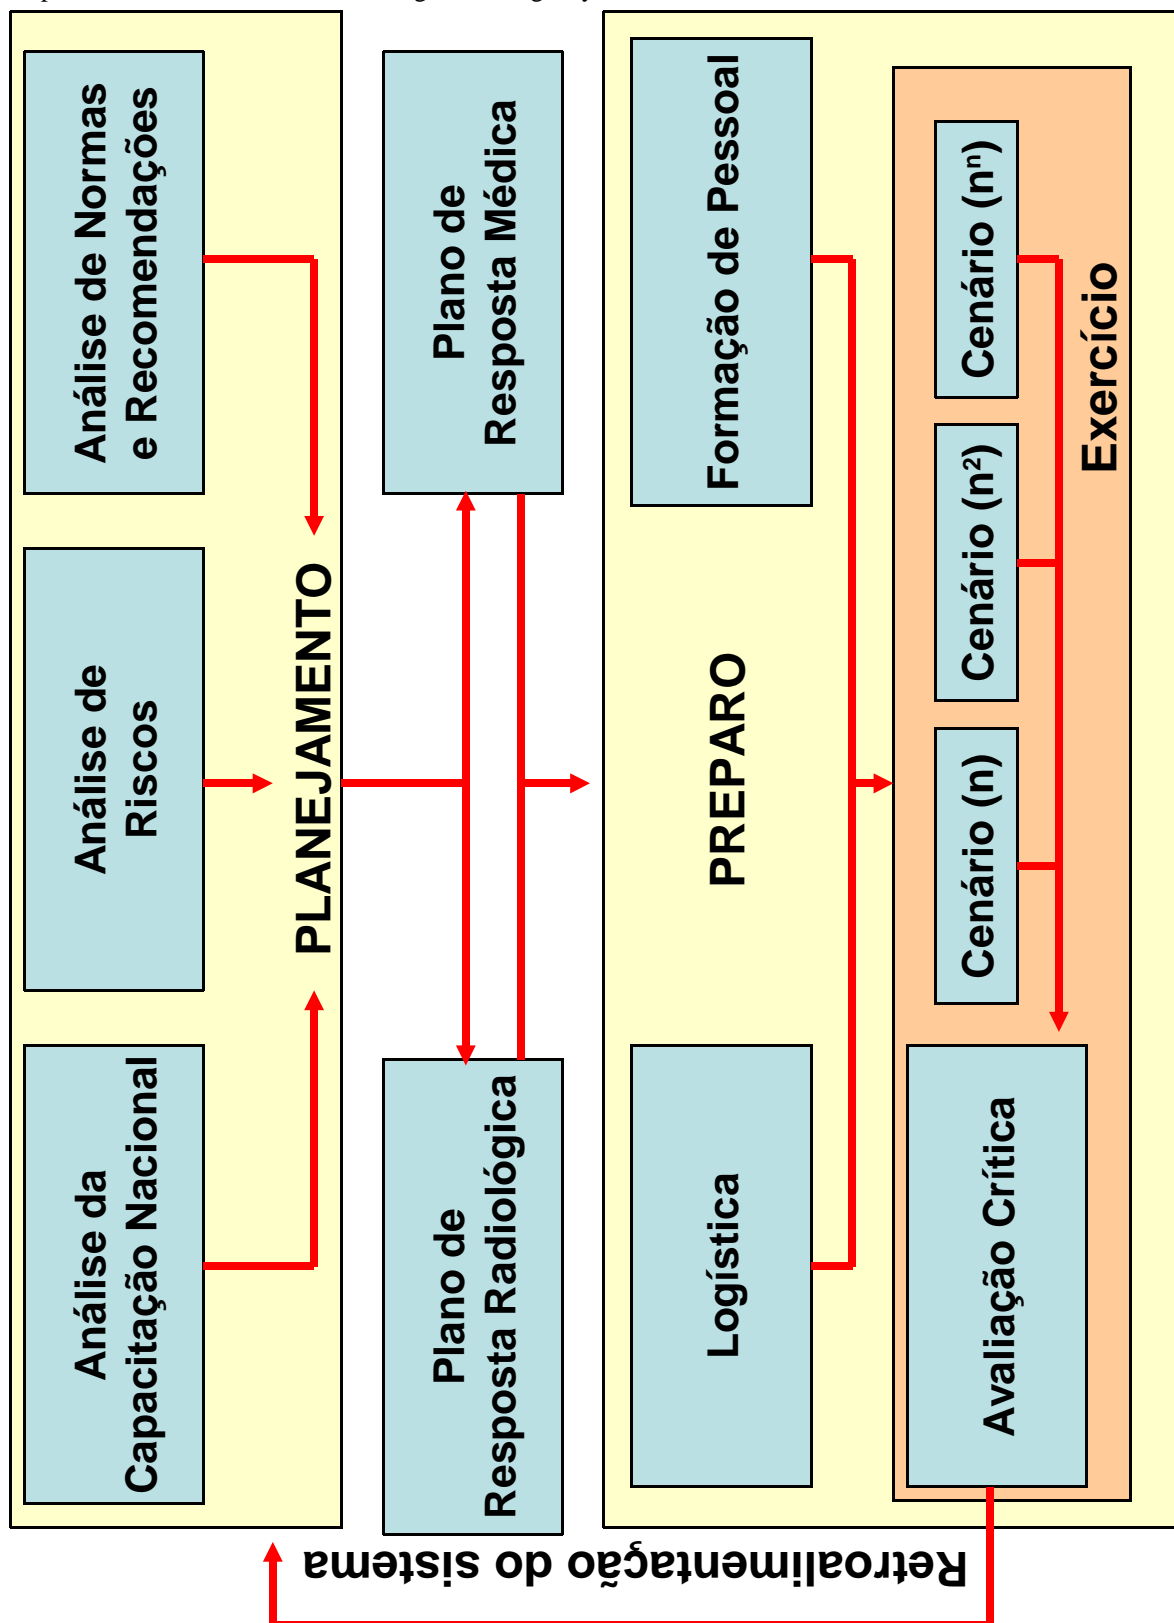 Análise da
Capacitação Nacional
Análise de
Riscos
Análise de Normas
e Recomendações
PLANEJAMENTO
Plano de
Resposta Radiológica
Plano de
Resposta Médica
Logística
PREPARO
Formação de Pessoal
Avaliação Crítica
Cenário (n)
Cenário (n²)
Cenário (nⁿ)
Exercício
Retroalimentação do sistema